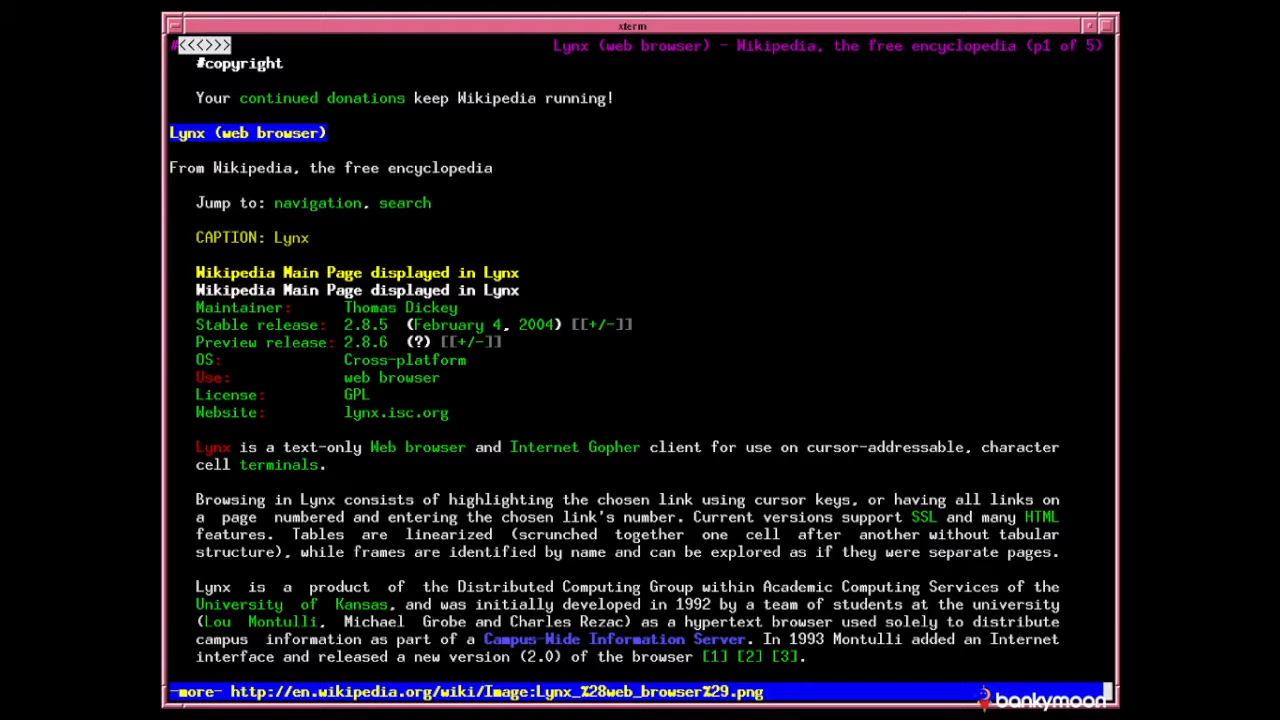 xterm
#<<<>>> Lynx (web browser) - Wikipedia, the free encyclopedia (p1 of 5)
#copyright
Your continued donations keep Wikipedia running!
Lynx (web browser)
From Wikipedia, the free encyclopedia
Jump to: navigation, search
CAPTION: Lynx
Wikipedia Main Page displayed in Lynx
Wikipedia Main Page displayed in Lynx
Maintainer: Thomas Dickey
Stable release: 2.8.5 (February 4, 2004) [[+/-]]
Preview release: 2.8.6 (?) [[+/-]]
OS: Cross-platform
Use: web browser
License: GPL
Website: lynx.isc.org
Lynx is a text-only Web browser and Internet Gopher client for use on cursor-addressable, character
cell terminals.
Browsing in Lynx consists of highlighting the chosen link using cursor keys, or having all links on
a page numbered and entering the chosen link's number. Current versions support SSL and many HTML
features. Tables are linearized (scrunched together one cell after another without tabular
structure), while frames are identified by name and can be explored as if they were separate pages.
Lynx is a product of the Distributed Computing Group within Academic Computing Services of the
University of Kansas, and was initially developed in 1992 by a team of students at the university
(Lou Montulli, Michael Grobe and Charles Rezac) as a hypertext browser used solely to distribute
campus information as part of a Campus-Wide Information Server. In 1993 Montulli added an Internet
interface and released a new version (2.0) of the browser [1] [2] [3].
-more- http://en.wikipedia.org/wiki/Image:Lynx_%28web_browser%29.png
bankymoon